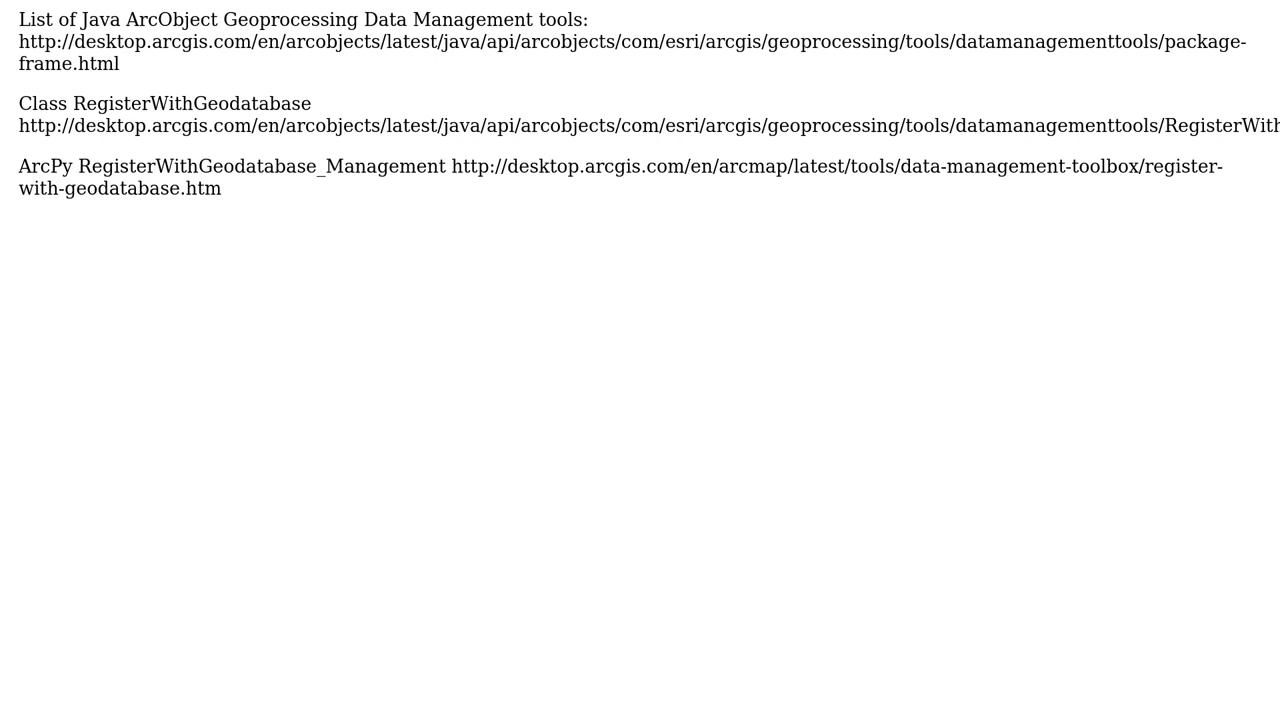 List of Java ArcObject Geoprocessing Data Management tools:
http://desktop.arcgis.com/en/arcobjects/latest/java/api/arcobjects/com/esri/arcgis/geoprocessing/tools/datamanagementtools/package-
frame.html
Class RegisterWithGeodatabase
http://desktop.arcgis.com/en/arcobjects/latest/java/api/arcobjects/com/esri/arcgis/geoprocessing/tools/datamanagementtools/RegisterWith
ArcPy RegisterWithGeodatabase_Management http://desktop.arcgis.com/en/arcmap/latest/tools/data-management-toolbox/register-
with-geodatabase.htm